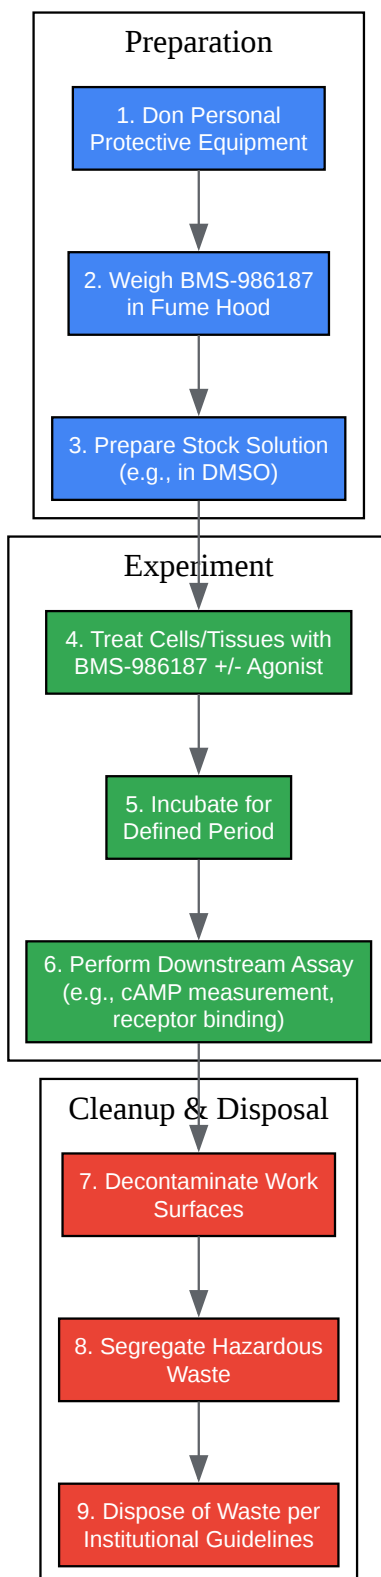 Preparation
1. Don Personal
Protective Equipment
2. Weigh BMS-986187
in Fume Hood
3. Prepare Stock Solution
(e.g., in DMSO)
Experiment
4. Treat Cells/Tissues with
BMS-986187 +/- Agonist
5. Incubate for
Defined Period
6. Perform Downstream Assay
(e.g., cAMP measurement,
receptor binding)
Cleanup & Disposal
7. Decontaminate Work
Surfaces
8. Segregate Hazardous
Waste
9. Dispose of Waste per
Institutional Guidelines